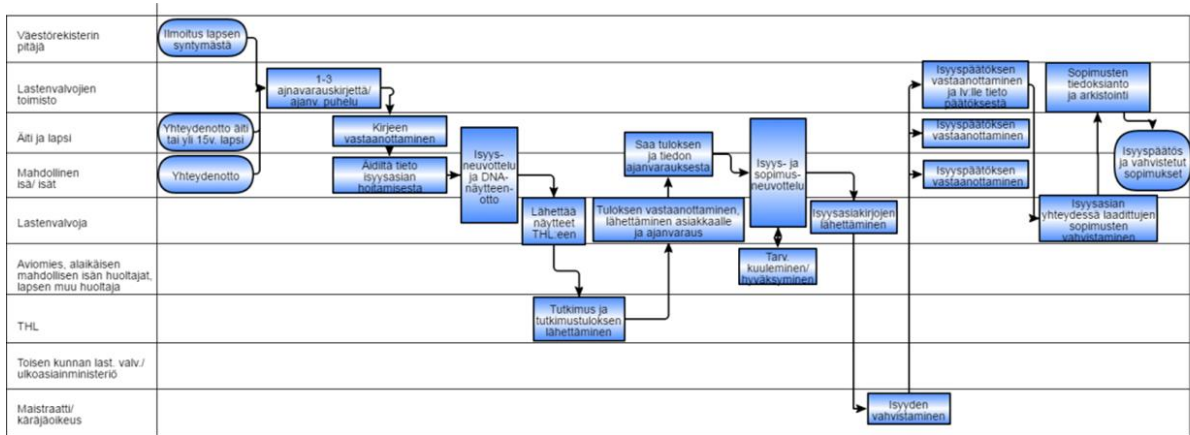 Väestörekisterin
pitäjä
Ilmoitus lapsen
syntymästä
Lastenvalvojien
toimisto
1-3
ajnavarauskirjettä/
ajanv. puhelu
Isyyspäätöksen
vastaanottaminen
ja lv:lle tieto
päätöksestä
Sopimusten
tiedoksianto
ja arkistointi
Äiti ja lapsi
Yhteydenotto äiti
tai yli 15v. lapsi
Kirjeen
vastaanottaminen
Isyyspäätöksen
vastaanottaminen
Mahdollinen
isä/ isät
Yhteydenotto
Äidiltä tieto
isyysasian
hoitamisesta
Isyys-
neuvottelu
ja DNA-
näytteen-
otto
Saa tuloksen
ja tiedon
ajanvarauksesta
Isyys- ja
sopimus-
neuvottelu
Isyyspäätöksen
vastaanottaminen
Isyyspäätös
ja vahvistetut
sopimukset
Lastenvalvoja
Lähettää
näytteet
THL:een
Tuloksen vastaanottaminen,
lähettäminen asiakkaalle
ja ajanvaraus
Isyysasiakirjojen
lähettäminen
Isyysasian
yhteydessä laadittujen
sopimusten
vahvistaminen
Aviomies, alaikäisen
mahdollisen isän huoltajat,
lapsen muu huoltaja
Tarv.
kuuleminen/
hyväksyminen
THL
Tutkimus ja
tutkimustuloksen
lähettäminen
Toisen kunnan last. valv./
ulkoasiainministeriö
Maistraatti/
käräjäoikeus
Isyyden
vahvistaminen